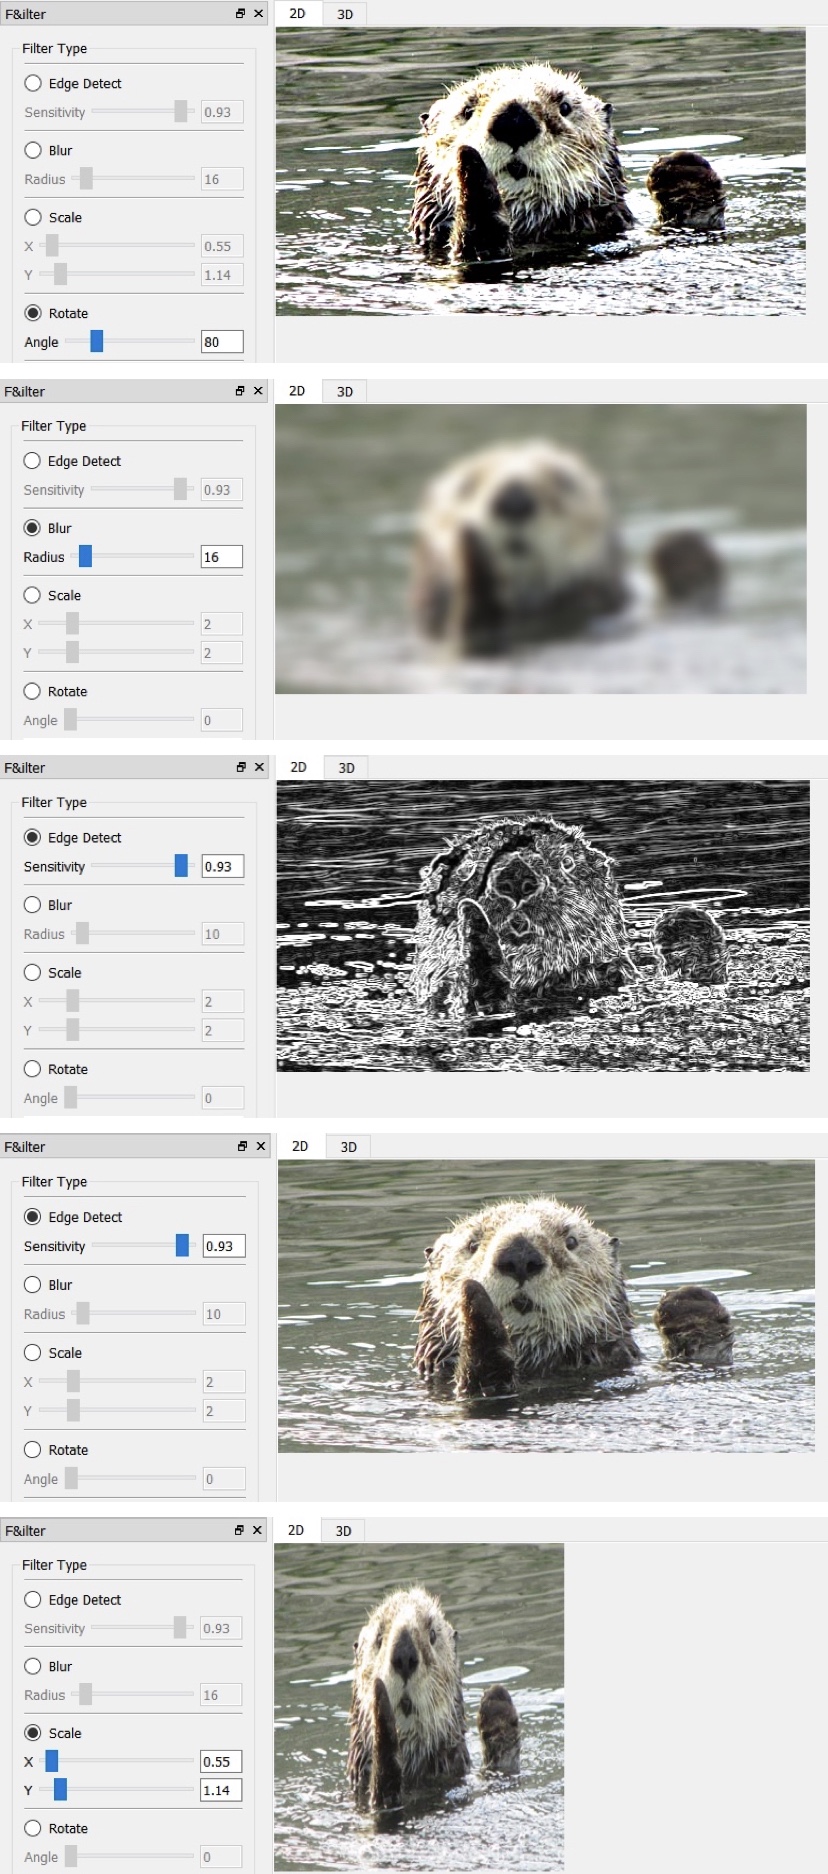 F&ilter
2D 3D
Filter Type
Edge Detect
Sensitivity 0.93
Blur
Radius 16
Scale
X 0.55
Y 1.14
Rotate
Angle 80
F&ilter
2D 3D
Filter Type
Edge Detect
Sensitivity 0.93
Blur
Radius 16
Scale
X 2
Y 2
Rotate
Angle 0
F&ilter
2D 3D
Filter Type
Edge Detect
Sensitivity 0.93
Blur
Radius 10
Scale
X 2
Y 2
Rotate
Angle 0
F&ilter
2D 3D
Filter Type
Edge Detect
Sensitivity 0.93
Blur
Radius 10
Scale
X 2
Y 2
Rotate
Angle 0
F&ilter
2D 3D
Filter Type
Edge Detect
Sensitivity 0.93
Blur
Radius 16
Scale
X 0.55
Y 1.14
Rotate
Angle 0